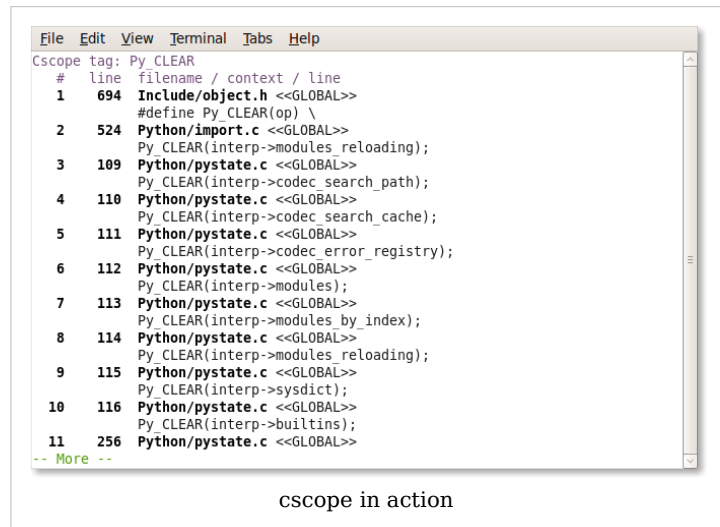 File Edit View Terminal Tabs Help
Cscope tag: Py_CLEAR
# line filename / context / line
1 694 Include/object.h <<GLOBAL>>
#define Py_CLEAR(op) \
2 524 Python/import.c <<GLOBAL>>
Py_CLEAR(interp->modules_reloading);
3 109 Python/pystate.c <<GLOBAL>>
Py_CLEAR(interp->codec_search_path);
4 110 Python/pystate.c <<GLOBAL>>
Py_CLEAR(interp->codec_search_cache);
5 111 Python/pystate.c <<GLOBAL>>
Py_CLEAR(interp->codec_error_registry);
6 112 Python/pystate.c <<GLOBAL>>
Py_CLEAR(interp->modules);
7 113 Python/pystate.c <<GLOBAL>>
Py_CLEAR(interp->modules_by_index);
8 114 Python/pystate.c <<GLOBAL>>
Py_CLEAR(interp->modules_reloading);
9 115 Python/pystate.c <<GLOBAL>>
Py_CLEAR(interp->sysdict);
10 116 Python/pystate.c <<GLOBAL>>
Py_CLEAR(interp->builtins);
11 256 Python/pystate.c <<GLOBAL>>
-- More --
cscope in action